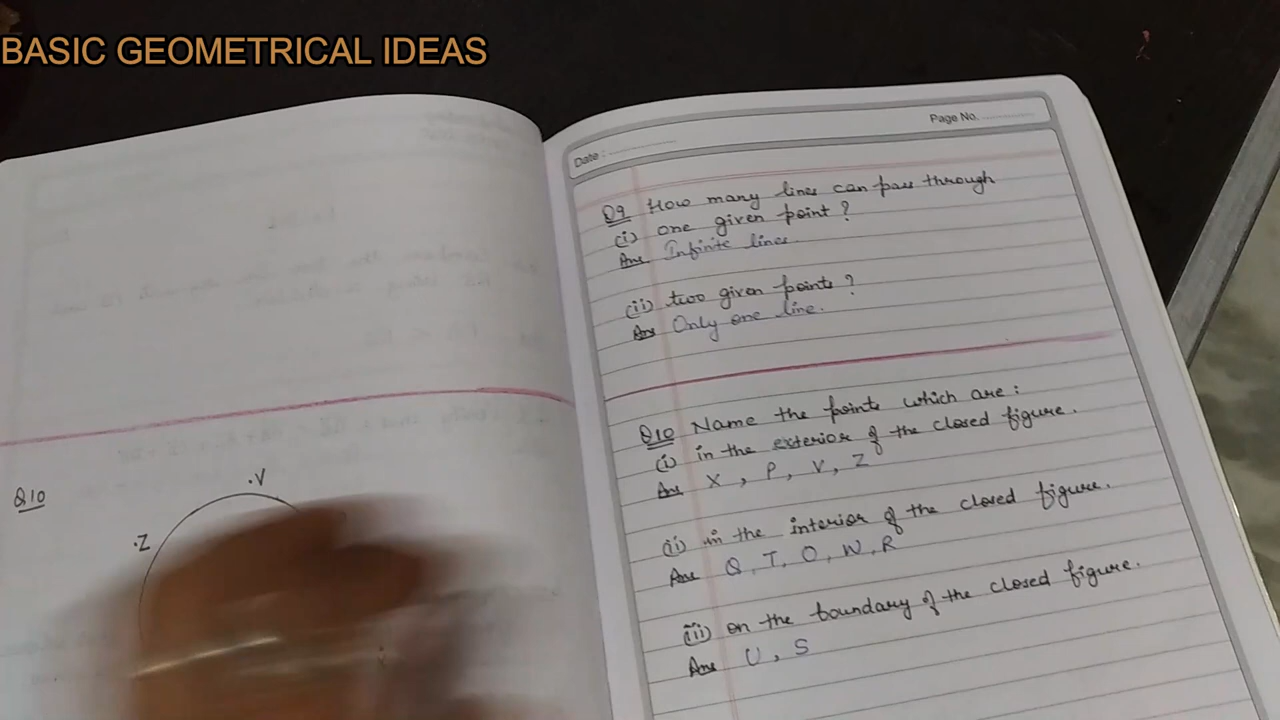 BASIC GEOMETRICAL IDEAS
Q10
.V
.Z
Date :
Page No.
Q9 How many lines can pass through
(i) one given point ?
Ans Infinite lines.
(ii) two given points ?
Ans Only one line.
Q10 Name the points which are :
(i) in the exterior of the closed figure.
Ans X , P , V , Z
(ii) in the interior of the closed figure.
Ans Q , T , O , W , R
(iii) on the boundary of the closed figure.
Ans U , S